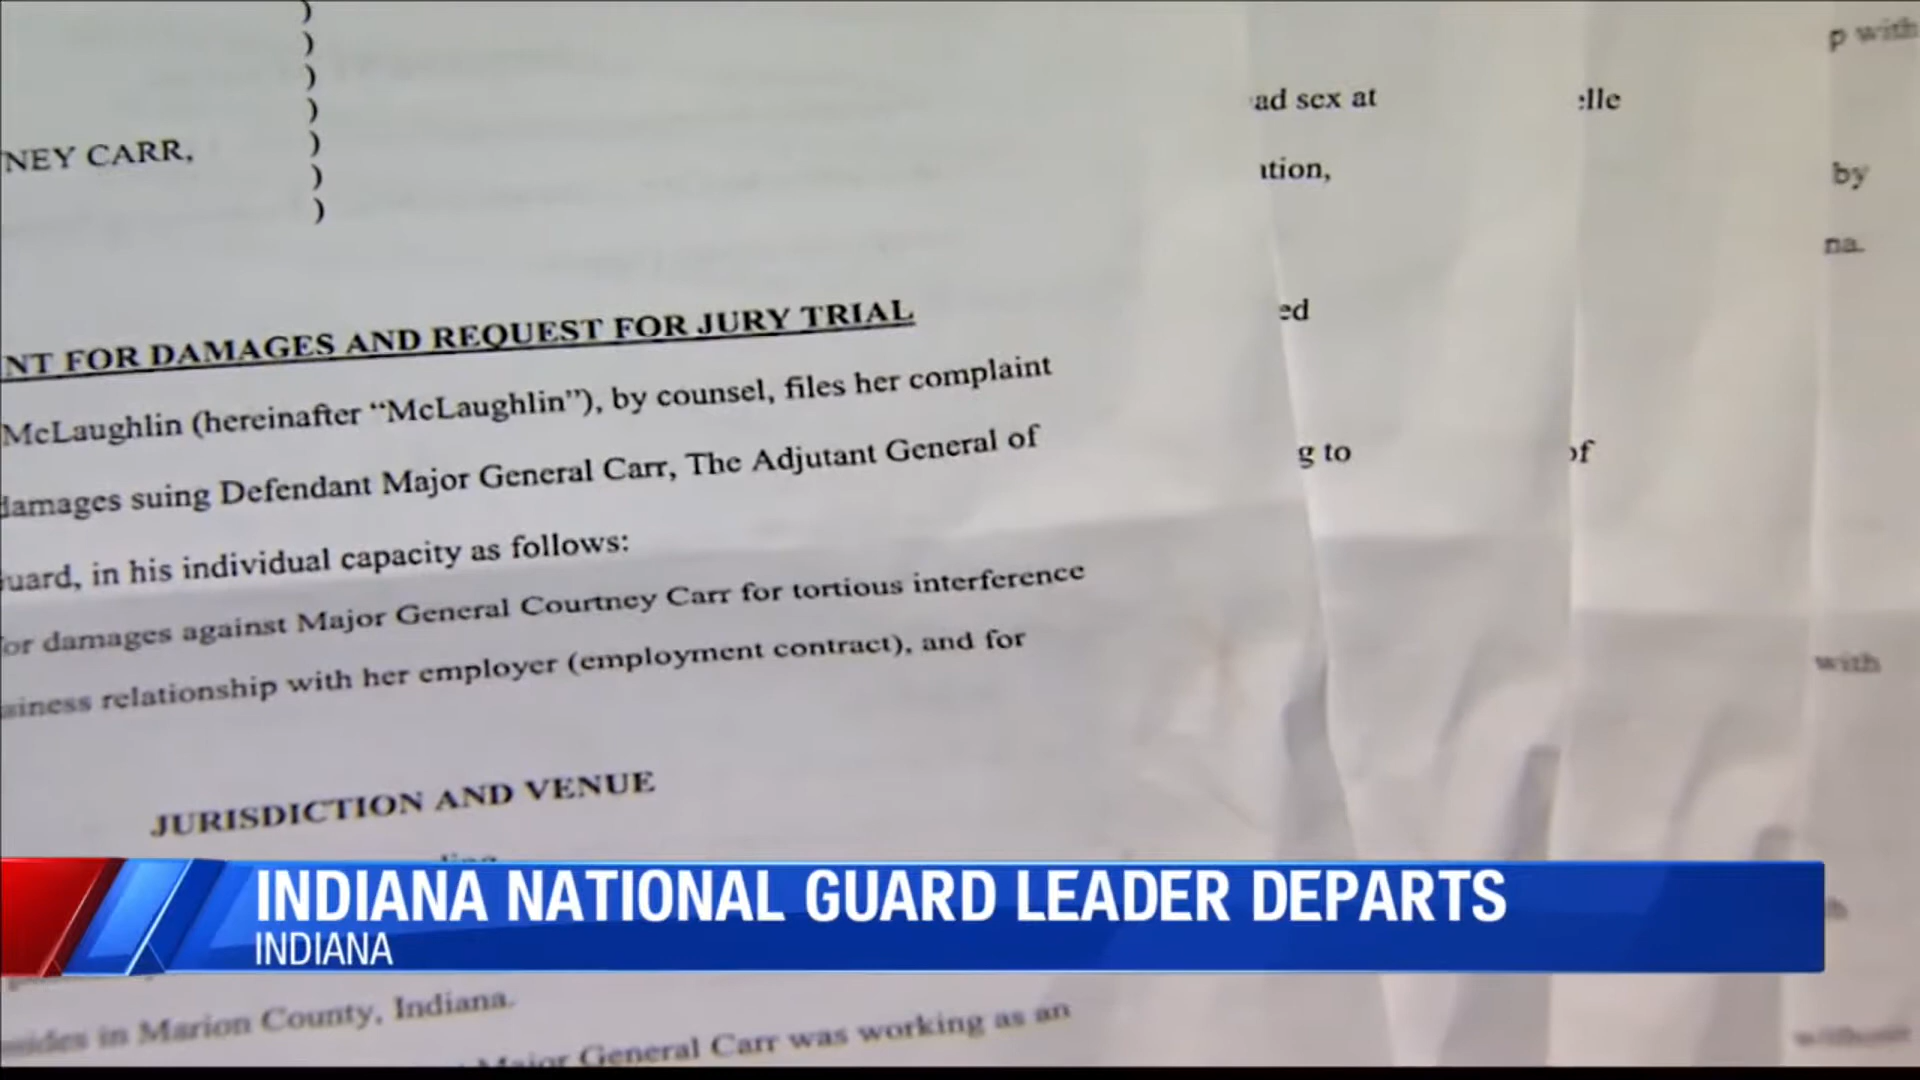 )
)
)
)
NEY CARR, )
)
)
NT FOR DAMAGES AND REQUEST FOR JURY TRIAL
McLaughlin (hereinafter “McLaughlin”), by counsel, files her complaint
damages suing Defendant Major General Carr, The Adjutant General of
uard, in his individual capacity as follows:
for damages against Major General Courtney Carr for tortious interference
siness relationship with her employer (employment contract), and for
JURISDICTION AND VENUE
sides in Marion County, Indiana.
Major General Carr was working as an
ad sex at
tion,
ed
g to
elle
of
p with
by
na.
with
INDIANA NATIONAL GUARD LEADER DEPARTS
INDIANA